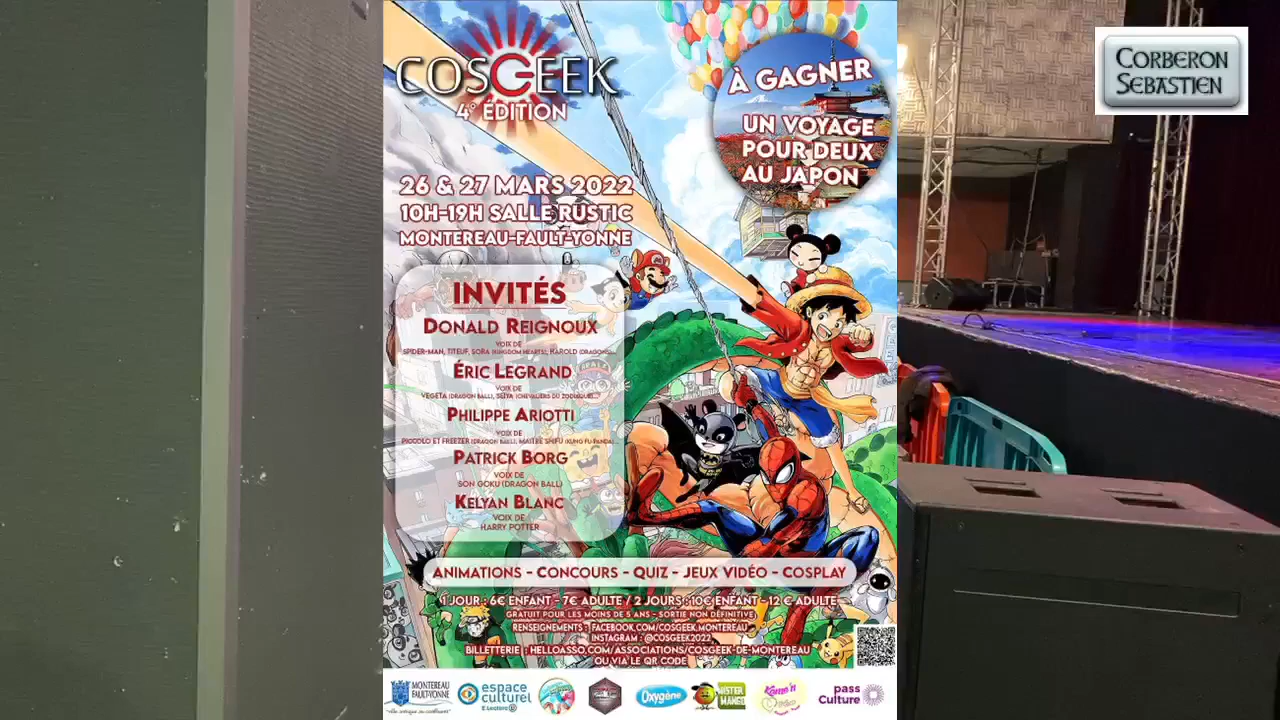 COSGEEK
4° ÉDITION
À GAGNER
UN VOYAGE
POUR DEUX
AU JAPON
26 & 27 MARS 2022
10H-19H SALLE RUSTIC
MONTEREAU-FAULT-YONNE
INVITÉS
DONALD REIGNOUX
VOIX DE
SPIDER-MAN, TITEUF, SORA (KINGDOM HEARTS), HAROLD (DRAGONS)...
ÉRIC LEGRAND
VOIX DE
VEGETA (DRAGON BALL), SEIYA (CHEVALIERS DU ZODIAQUE)...
PHILIPPE ARIOTTI
VOIX DE
PICCOLO ET FREEZER (DRAGON BALL), MAITRE SHIFU (KUNG FU PANDA)
PATRICK BORG
VOIX DE
SON GOKU (DRAGON BALL)
KELYAN BLANC
VOIX DE
HARRY POTTER
ANIMATIONS - CONCOURS - QUIZ - JEUX VIDÉO - COSPLAY
1 JOUR : 6€ ENFANT - 7€ ADULTE / 2 JOURS : 10€ ENFANT - 12 € ADULTE
GRATUIT POUR LES MOINS DE 5 ANS - SORTIE NON DÉFINITIVE
RENSEIGNEMENTS : FACEBOOK.COM/COSGEEK.MONTEREAU
INSTAGRAM : @COSGEEK2022
BILLETTERIE : HELLOASSO.COM/ASSOCIATIONS/COSGEEK-DE-MONTEREAU
OU VIA LE QR CODE
MONTEREAU
FAULT-YONNE
espace
culturel
E.Leclerc
Oxygène
MISTER
MANGO
pass
Culture
CORBERON
SEBASTIEN